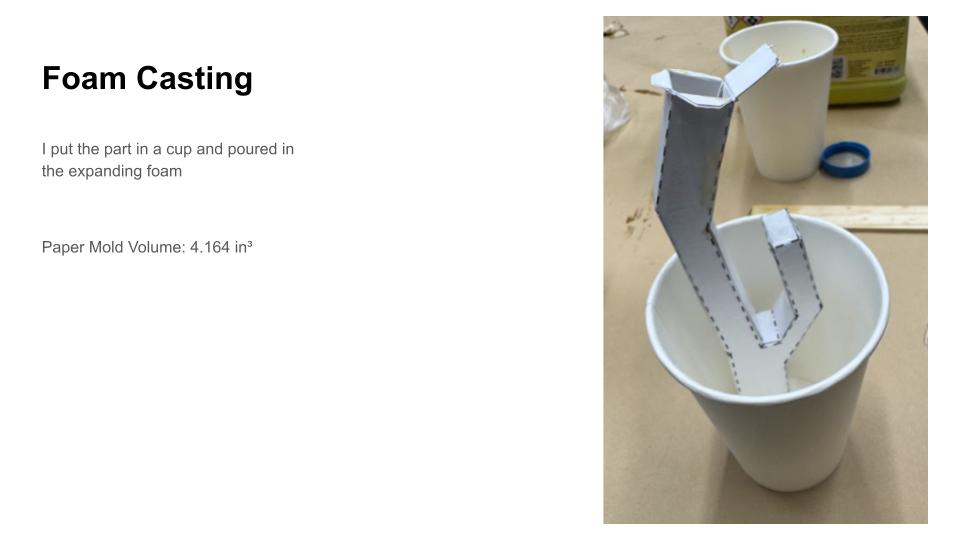 Foam Casting
I put the part in a cup and poured in
the expanding foam
Paper Mold Volume: 4.164 in³